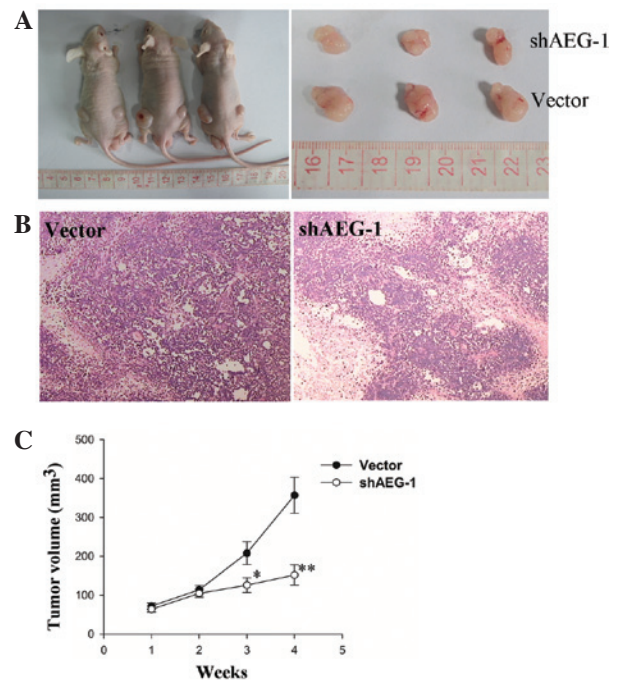 A
shAEG-1
Vector
16 17 18 19 20 21 22 23
B
Vector
shAEG-1
C
500
400
300
200
100
0
Tumor volume (mm3)
Vector
shAEG-1
*
**
0 1 2 3 4 5
Weeks